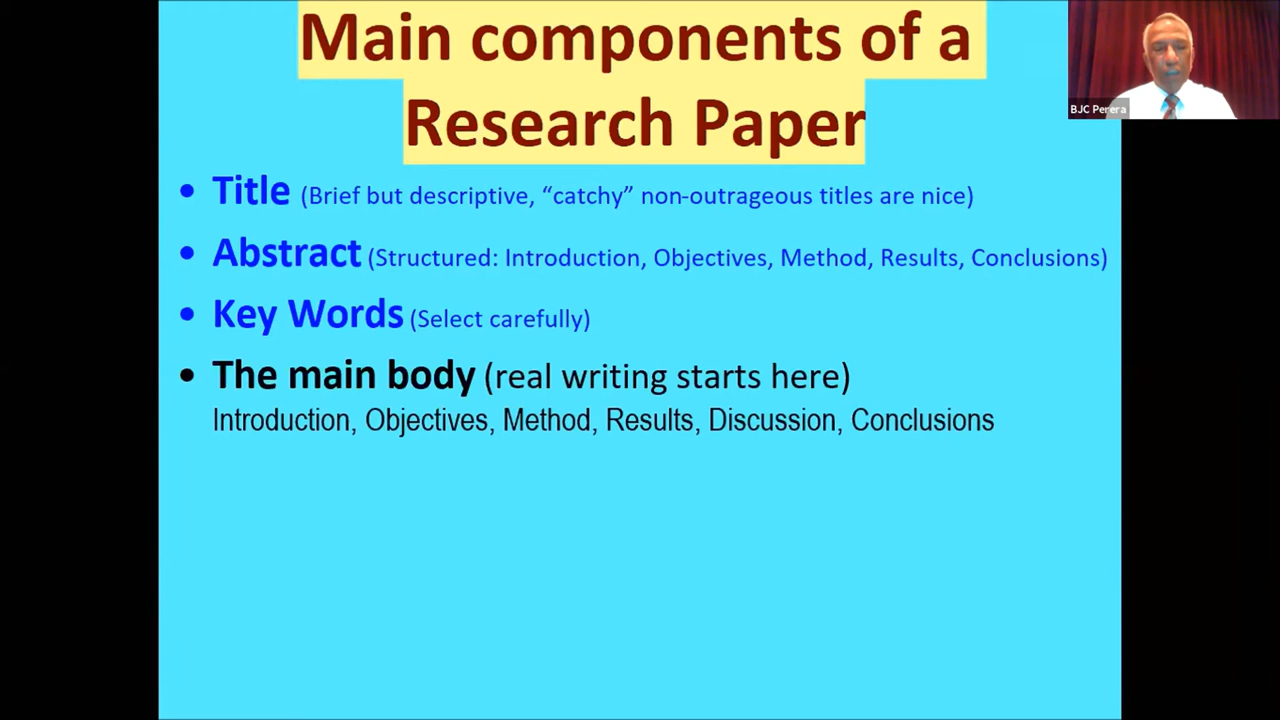 Main components of a
Research Paper
BJC Perera
• Title (Brief but descriptive, “catchy” non-outrageous titles are nice)
• Abstract (Structured: Introduction, Objectives, Method, Results, Conclusions)
• Key Words (Select carefully)
• The main body (real writing starts here)
Introduction, Objectives, Method, Results, Discussion, Conclusions